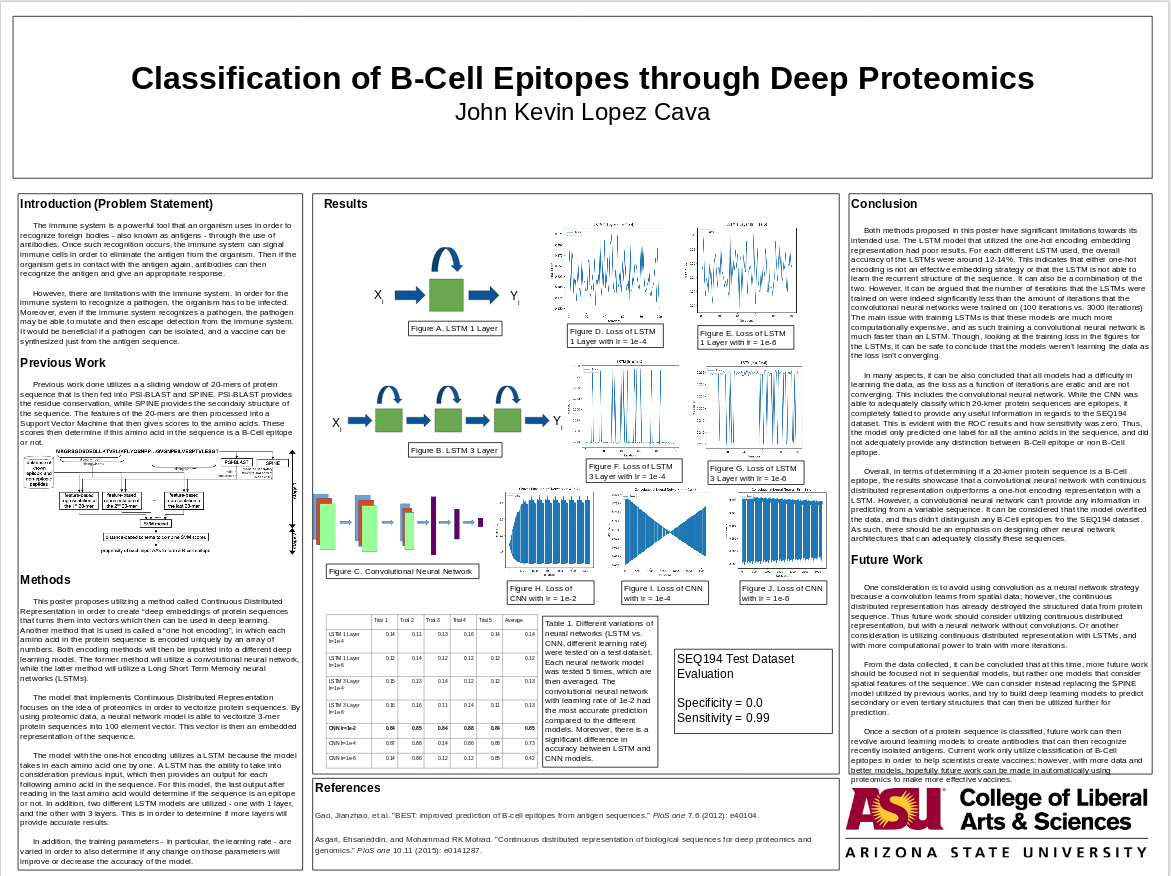 Classification of B-Cell Epitopes through Deep Proteomics
John Kevin Lopez Cava
Introduction (Problem Statement)
The immune system is a powerful tool that an organism uses in order to
recognize foreign bodies - also known as antigens - through the use of
antibodies. Once such recognition occurs, the immune system can signal
immune cells in order to eliminate the antigen from the organism. Then if the
organism gets in contact with the antigen again, antibodies can then
recognize the antigen and give an appropriate response.
However, there are limitations with the immune system. In order for the
immune system to recognize a pathogen, the organism has to be infected.
Moreover, even if the immune system recognizes a pathogen, the pathogen
may be able to mutate and then escape detection from the immune system.
It would be beneficial if a pathogen can be isolated, and a vaccine can be
synthesized just from the antigen sequence.
Previous Work
Previous work done utilizes a a sliding window of 20-mers of protein
sequence that is then fed into PSI-BLAST and SPINE. PSI-BLAST provides
the residue conservation, while SPINE provides the secondary structure of
the sequence. The features of the 20-mers are then processed into a
Support Vector Machine that then gives scores to the amino acids. These
scores then determine if this amino acid in the sequence is a B-Cell epitope
or not.
database of
known
epitope and
non-epitope
peptides
PSI-BLAST
SPINE
feature-based
representation of
the 1st 20-mer
feature-based
representation of
the 2nd 20-mer
feature-based
representation of
the last 20-mer
SVM model
distance-based schema to combine SVM scores
propensity of each input AAs to form a B-cell epitope
Methods
This poster proposes utilizing a method called Continuous Distributed
Representation in order to create "deep embeddings of protein sequences
that turns them into vectors which then can be used in deep learning.
Another method that is used is called a "one hot encoding", in which each
amino acid in the protein sequence is encoded uniquely by an array of
numbers. Both encoding methods will then be inputted into a different deep
learning model. The former method will utilize a convolutional neural network,
while the latter method will utilize a Long Short Term Memory neural
networks (LSTMs).
The model that implements Continuous Distributed Representation
focuses on the idea of proteomics in order to vectorize protein sequences. By
using proteomic data, a neural network model is able to vectorize 3-mer
protein sequences into 100 element vector. This vector is then an embedded
representation of the sequence.
The model with the one-hot encoding utilizes a LSTM because the model
takes in each amino acid one by one. A LSTM has the ability to take into
consideration previous input, which then provides an output for each
following amino acid in the sequence. For this model, the last output after
reading in the last amino acid would determine if the sequence is an epitope
or not. In addition, two different LSTM models are utilized - one with 1 layer,
and the other with 3 layers. This is in order to determine if more layers will
provide accurate results.
In addition, the training parameters - in particular, the learning rate - are
varied in order to also determine if any change on those parameters will
improve or decrease the accuracy of the model.
Results
Xi
Yi
Figure A. LSTM 1 Layer
Figure D. Loss of LSTM
1 Layer with lr = 1e-4
Figure E. Loss of LSTM
1 Layer with lr = 1e-6
Xi
Yi
Figure B. LSTM 3 Layer
Figure F. Loss of LSTM
3 Layer with lr = 1e-4
Figure G. Loss of LSTM
3 Layer with lr = 1e-6
Figure C. Convolutional Neural Network
Figure H. Loss of
CNN with lr = 1e-2
Figure I. Loss of CNN
with lr = 1e-4
Figure J. Loss of CNN
with lr = 1e-6
Trial 1 Trial 2 Trial 3 Trial 4 Trial 5 Average
LSTM 1 Layer lr=1e-4 0.14 0.11 0.13 0.16 0.14 0.14
LSTM 1 Layer lr=1e-6 0.12 0.14 0.12 0.12 0.12 0.12
LSTM 3 Layer lr=1e-4 0.15 0.13 0.14 0.12 0.12 0.13
LSTM 3 Layer lr=1e-6 0.16 0.16 0.11 0.14 0.11 0.13
CNN lr=1e-2 0.84 0.85 0.84 0.88 0.84 0.85
CNN lr=1e-4 0.87 0.88 0.14 0.86 0.88 0.73
CNN lr=1e-6 0.14 0.86 0.12 0.12 0.85 0.42
Table 1. Different variations of
neural networks (LSTM vs.
CNN, different learning rate)
were tested on a test dataset.
Each neural network model
was tested 5 times, which are
then averaged. The
convolutional neural network
with learning rate of 1e-2 had
the most accurate prediction
compared to the different
models. Moreover, there is a
significant difference in
accuracy between LSTM and
CNN models.
SEQ194 Test Dataset
Evaluation
Specificity = 0.0
Sensitivity = 0.99
References
Gao, Jianzhao, et al. "BEST: improved prediction of B-cell epitopes from antigen sequences." PloS one 7.6 (2012): e40104.
Asgari, Ehsaneddin, and Mohammad RK Mofrad. "Continuous distributed representation of biological sequences for deep proteomics and
genomics." PloS one 10.11 (2015): e0141287.
Conclusion
Both methods proposed in this poster have significant limitations towards its
intended use. The LSTM model that utilized the one-hot encoding embedding
representation had poor results. For each different LSTM used, the overall
accuracy of the LSTMs were around 12-14%. This indicates that either one-hot
encoding is not an effective embedding strategy or that the LSTM is not able to
learn the recurrent structure of the sequence. It can also be a combination of the
two. However, it can be argued that the number of iterations that the LSTMs were
trained on were indeed signficantly less than the amount of iterations that the
convolutional neural networks were trained on (100 iterations vs. 3000 iterations)
The main issue with training LSTMs is that these models are much more
computationally expensive, and as such training a convolutional neural network is
much faster than an LSTM. Though, looking at the training loss in the figures for
the LSTMs, it can be safe to conclude that the models weren't learning the data as
the loss isn't converging.
In many aspects, it can be also concluded that all models had a difficulty in
learning the data, as the loss as a function of iterations are eratic and are not
converging. This includes the convolutional neural network. While the CNN was
able to adequately classify which 20-kmer protein sequences are epitopes, it
completely failed to provide any useful information in regards to the SEQ194
dataset. This is evident with the ROC results and how sensitivity was zero. Thus,
the model only predicted one label for all the amino acids in the sequence, and did
not adequately provide any distinction between B-Cell epitope or non B-Cell
epitope.
Overall, in terms of determining if a 20-kmer protein sequence is a B-Cell
epitope, the results showcase that a convolutional neural network with continuous
distributed representation outperforms a one-hot encoding representation with a
LSTM. However, a convolutional neural network can't provide any information in
predicting from a variable sequence. It can be considered that the model overfited
the data, and thus didn't distinguish any B-Cell epitopes fro the SEQ194 dataset.
As such, there should be an emphasis on designing other neural network
architectures that can adequately classify these sequences.
Future Work
One consideration is to avoid using convolution as a neural network strategy
because a convolution learns from spatial data; however, the continuous
distributed representation has already destroyed the structured data from protein
sequence. Thus future work should consider utilizing continuous distributed
representation, but with a neural network without convolutions. Or another
consideration is utilizing continuous distributed representation with LSTMs, and
with more computational power to train with more iterations.
From the data collected, it can be concluded that at this time, more future work
should be focused not in sequential models, but rather one models that consider
spatial features of the sequence. We can consider instead replacing the SPINE
model utilized by previous works, and try to build deep learning models to predict
secondary or even tertiary structures that can then be utilized further for
prediction.
Once a section of a protein sequence is classified, future work can then
revolve around learning models to create antibodies that can then recognize
recently isolated antigens. Current work only utilize classification of B-Cell
epitopes in order to help scientists create vaccines; however, with more data and
better models, hopefully future work can be made in automatically using
proteomics to make more effective vaccines.
ASU College of Liberal
Arts & Sciences
ARIZONA STATE UNIVERSITY